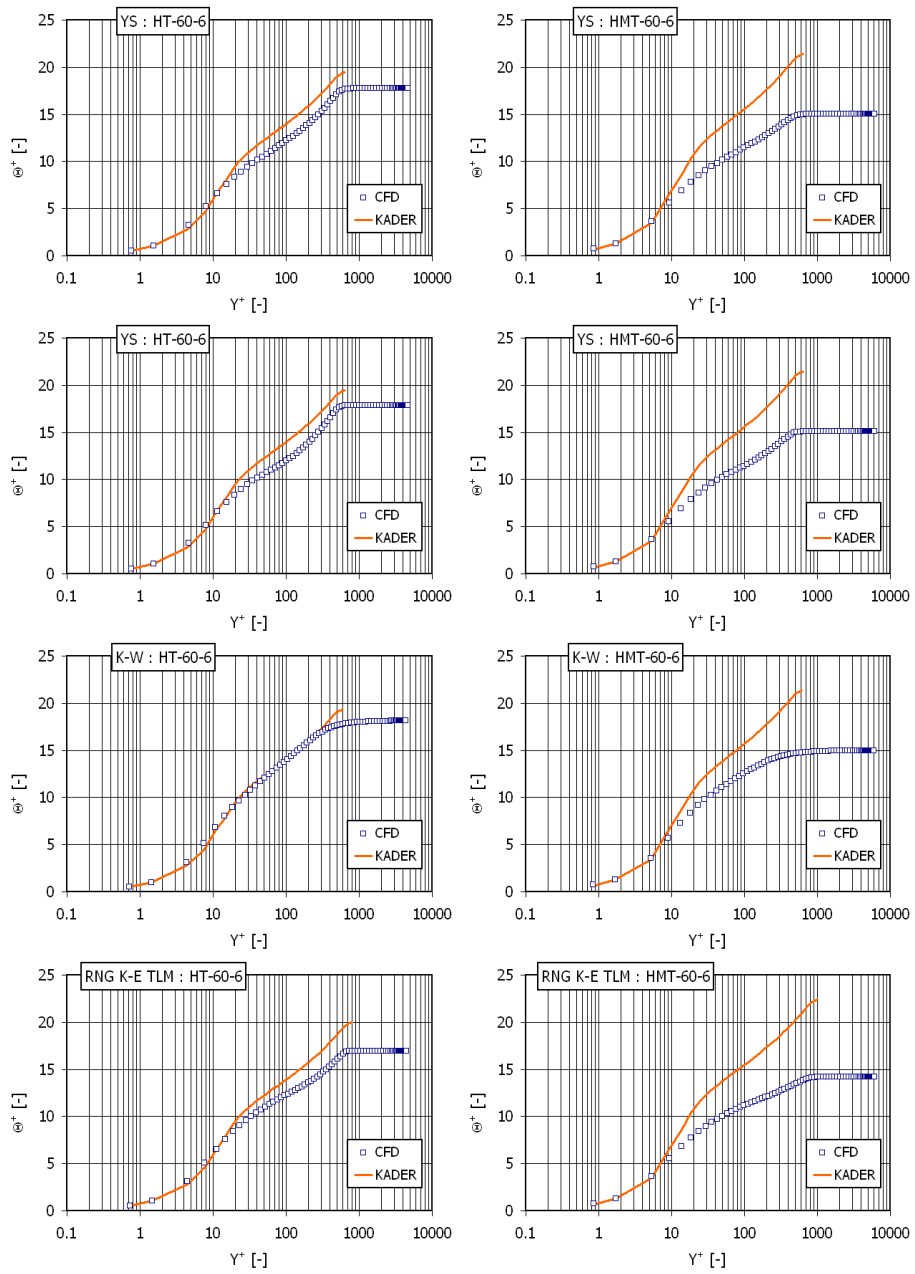 YS : HT-60-6
25
20
15
10
5
0
Θ⁺ [-]
CFD
KADER
0.1 1 10 100 1000 10000
Y⁺ [-]
YS : HMT-60-6
25
20
15
10
5
0
Θ⁺ [-]
CFD
KADER
0.1 1 10 100 1000 10000
Y⁺ [-]
YS : HT-60-6
25
20
15
10
5
0
Θ⁺ [-]
CFD
KADER
0.1 1 10 100 1000 10000
Y⁺ [-]
YS : HMT-60-6
25
20
15
10
5
0
Θ⁺ [-]
CFD
KADER
0.1 1 10 100 1000 10000
Y⁺ [-]
K-W : HT-60-6
25
20
15
10
5
0
Θ⁺ [-]
CFD
KADER
0.1 1 10 100 1000 10000
Y⁺ [-]
K-W : HMT-60-6
25
20
15
10
5
0
Θ⁺ [-]
CFD
KADER
0.1 1 10 100 1000 10000
Y⁺ [-]
RNG K-E TLM : HT-60-6
25
20
15
10
5
0
Θ⁺ [-]
CFD
KADER
0.1 1 10 100 1000 10000
Y⁺ [-]
RNG K-E TLM : HMT-60-6
25
20
15
10
5
0
Θ⁺ [-]
CFD
KADER
0.1 1 10 100 1000 10000
Y⁺ [-]